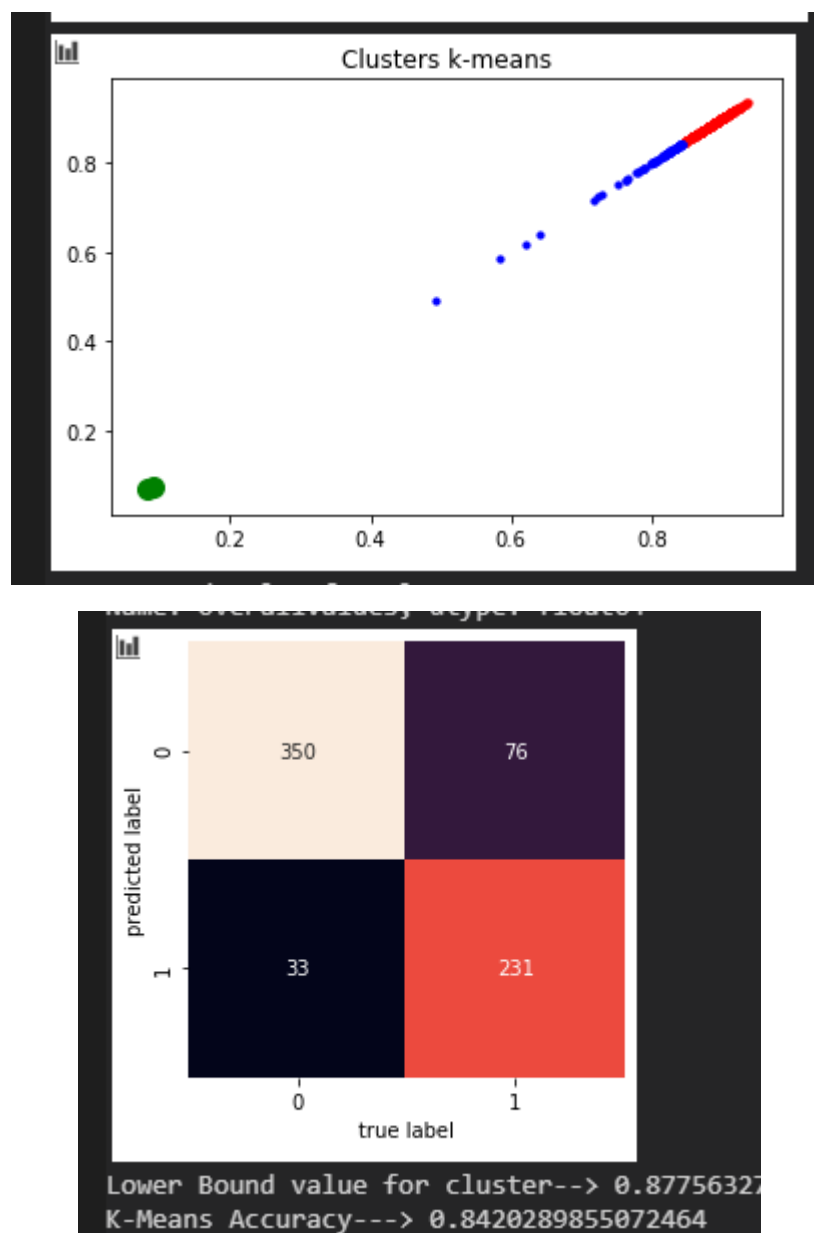 Clusters k-means
0.8
0.6
0.4
0.2
0.2 0.4 0.6 0.8
350 76
33 231
0
1
predicted label
0 1
true label
Lower Bound value for cluster--> 0.87756327
K-Means Accuracy---> 0.8420289855072464